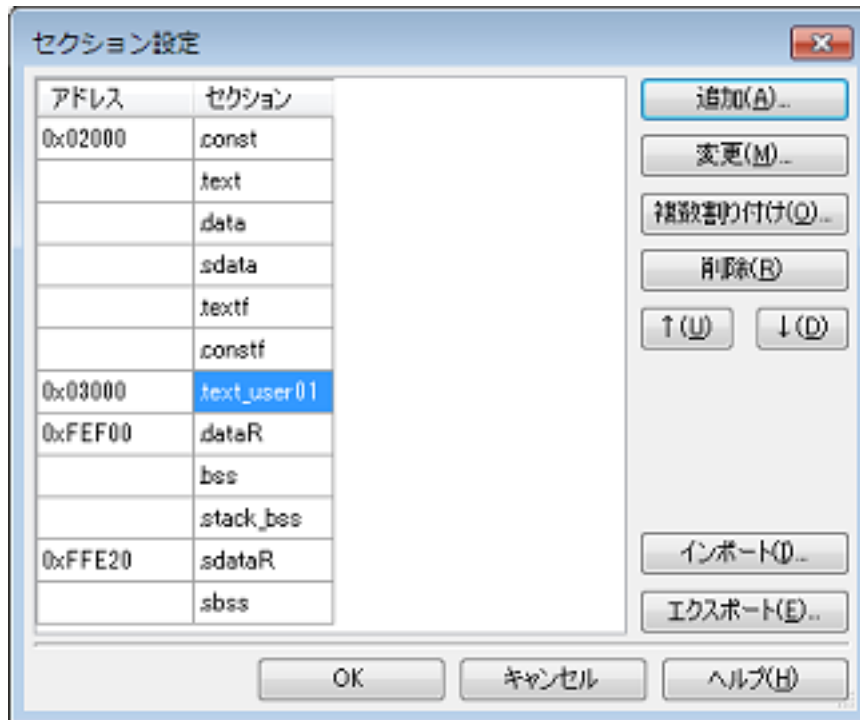 セクション設定
アドレス セクション
0x02000 .const
.text
.data
.sdata
.textf
.constf
0x03000 .text_user01
0xFEF00 .dataR
.bss
.stack_bss
0xFFE20 .sdataR
.sbss
追加(A)...
変更(M)...
複数割り付け(O)...
削除(R)
↑(U) ↓(D)
インポート(I)...
エクスポート(E)...
OK キャンセル ヘルプ(H)